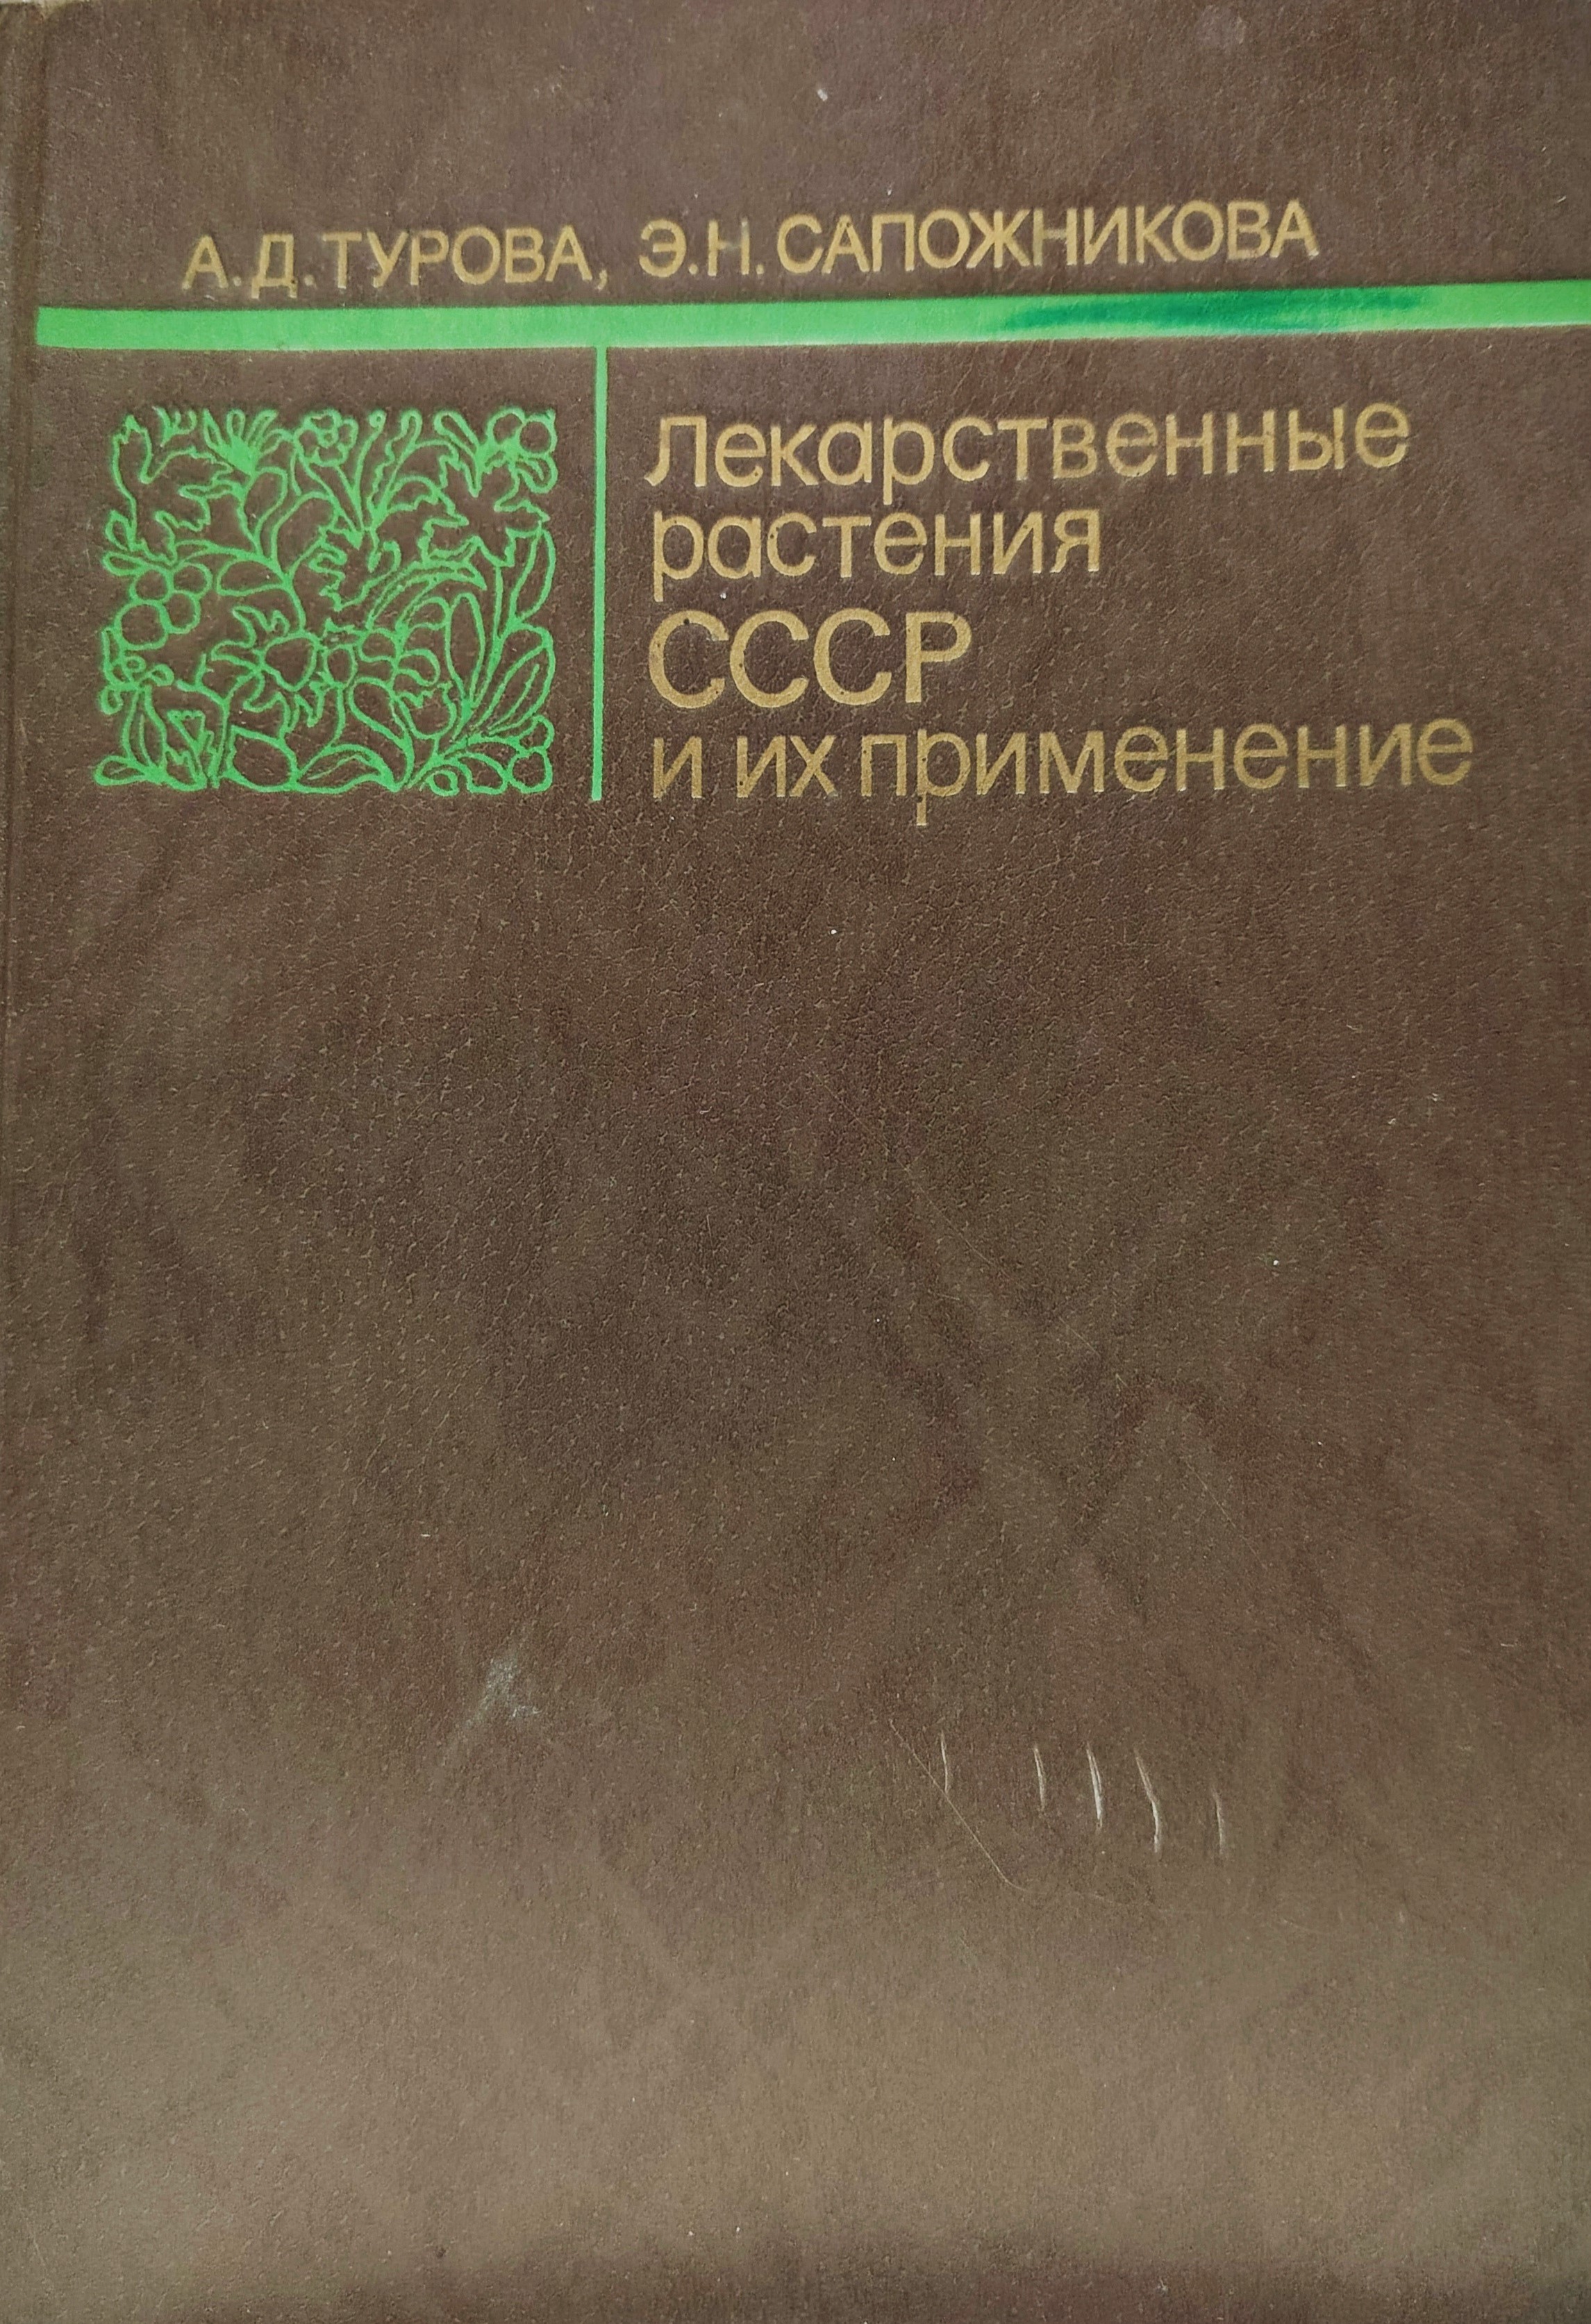 А.Д.ТУРОВА, Э.Н.САПОЖНИКОВА
Лекарственные
растения
СССР
и их применение